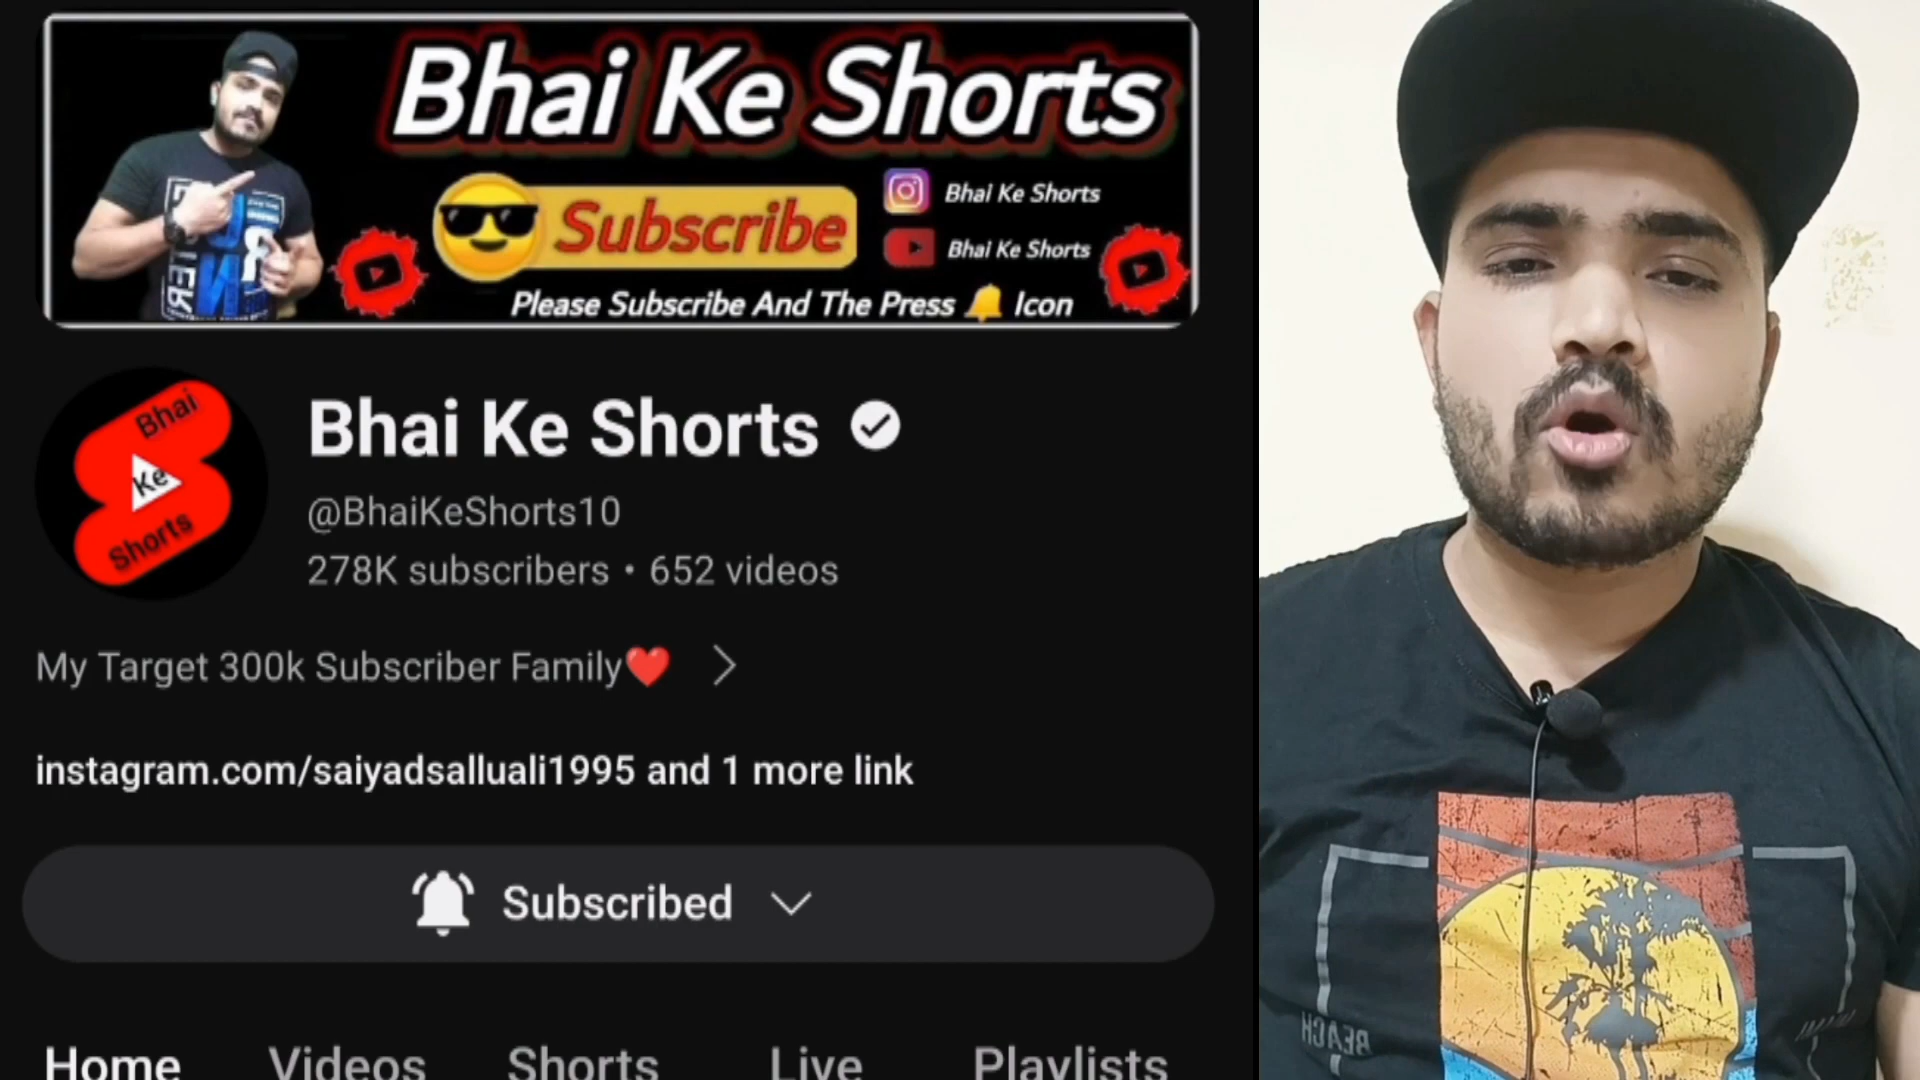 Bhai Ke Shorts
Subscribe
Bhai Ke Shorts
Bhai Ke Shorts
Please Subscribe And The Press 🔔 Icon
Bhai
Ke
Shorts
Bhai Ke Shorts
@BhaiKeShorts10
278K subscribers • 652 videos
My Target 300k Subscriber Family❤️ >
instagram.com/saiyadsalluali1995 and 1 more link
Subscribed
Home Videos Shorts Live Playlists
BEACH